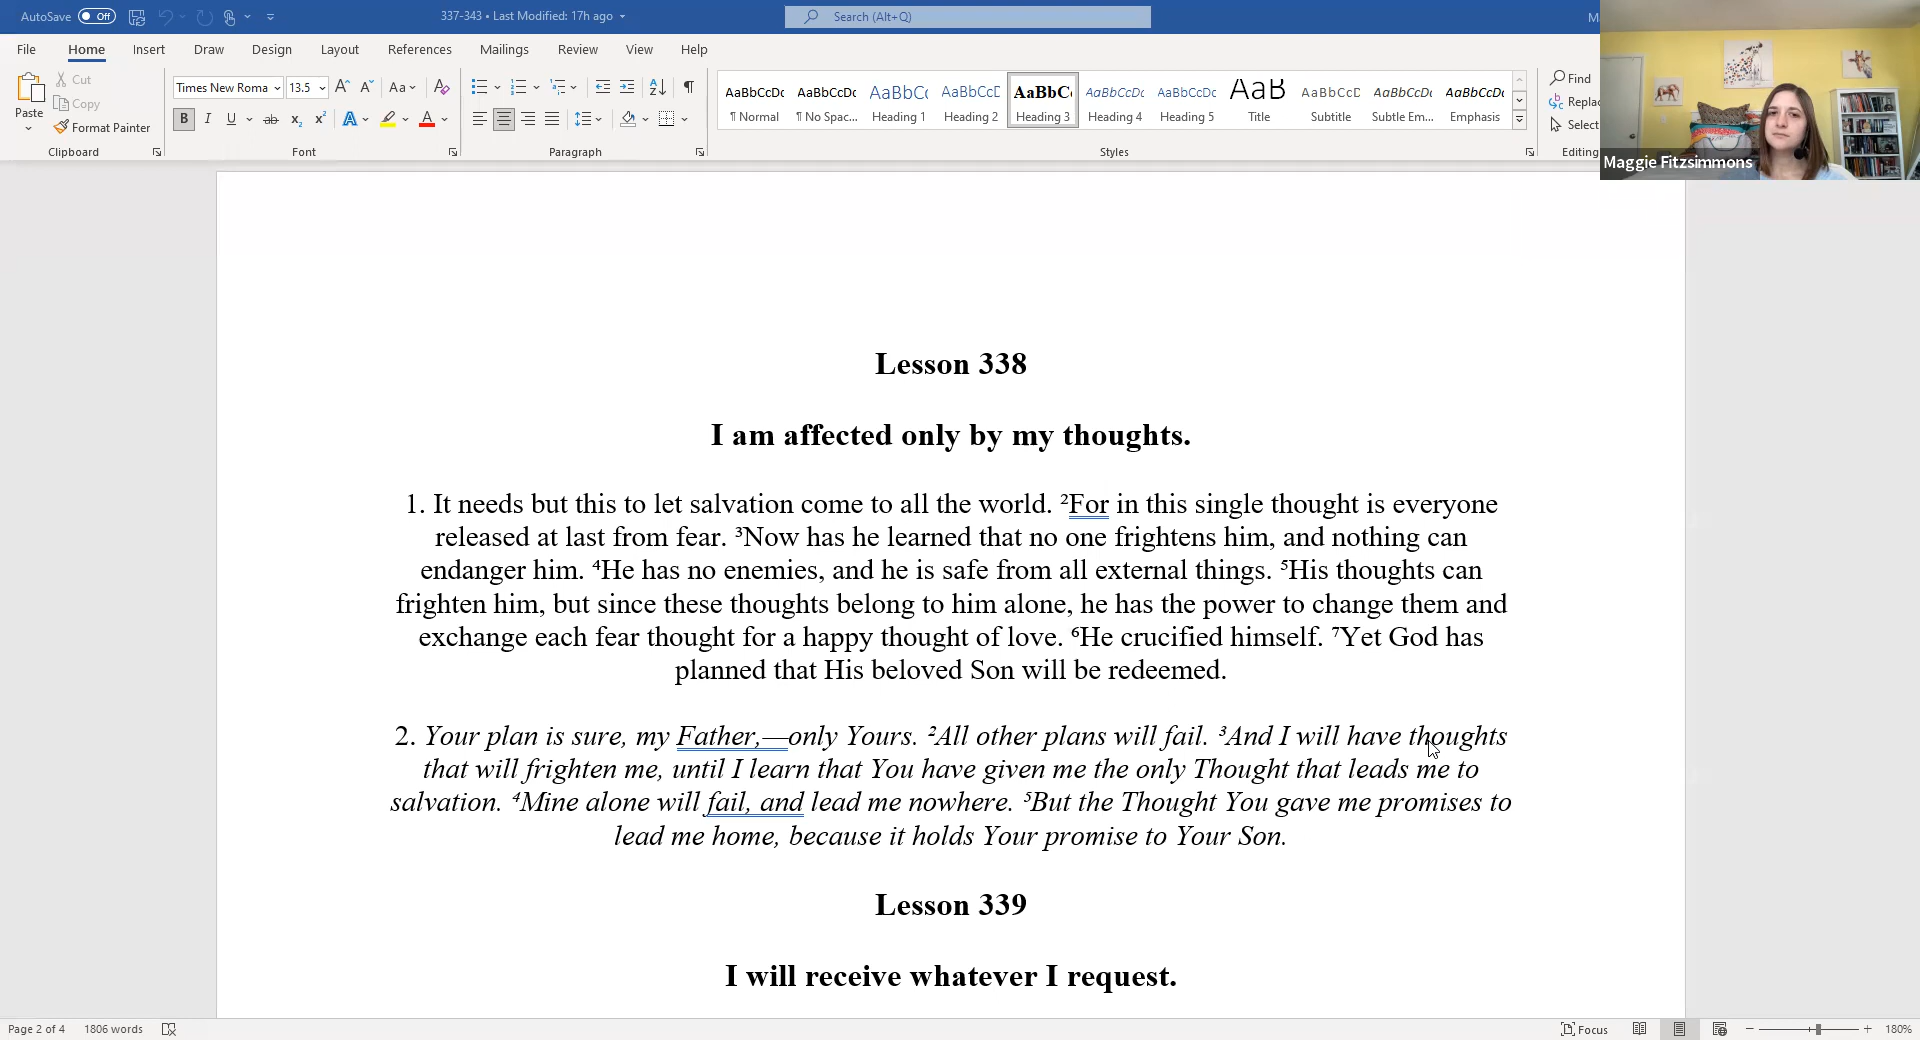 AutoSave Off 337-343 • Last Modified: 17h ago Search (Alt+Q) M
File Home Insert Draw Design Layout References Mailings Review View Help
Paste Cut Copy Format Painter Clipboard
Times New Roma 13.5 A A Aa A
B I U ab x₂ x² A A Font
Paragraph
AaBbCcDc AaBbCcDc AaBbC AaBbCcD AaBbC AaBbCcDc AaBbCcDc AaB AaBbCcD AaBbCcDc AaBbCcDc
¶ Normal ¶ No Spac... Heading 1 Heading 2 Heading 3 Heading 4 Heading 5 Title Subtitle Subtle Em... Emphasis
Styles
Find
Replac
Select
Editing
Maggie Fitzsimmons
Lesson 338
I am affected only by my thoughts.
1. It needs but this to let salvation come to all the world. ²For in this single thought is everyone
released at last from fear. ³Now has he learned that no one frightens him, and nothing can
endanger him. ⁴He has no enemies, and he is safe from all external things. ⁵His thoughts can
frighten him, but since these thoughts belong to him alone, he has the power to change them and
exchange each fear thought for a happy thought of love. ⁶He crucified himself. ⁷Yet God has
planned that His beloved Son will be redeemed.
2. Your plan is sure, my Father,—only Yours. ²All other plans will fail. ³And I will have thoughts
that will frighten me, until I learn that You have given me the only Thought that leads me to
salvation. ⁴Mine alone will fail, and lead me nowhere. ⁵But the Thought You gave me promises to
lead me home, because it holds Your promise to Your Son.
Lesson 339
I will receive whatever I request.
Page 2 of 4 1806 words Focus 180%